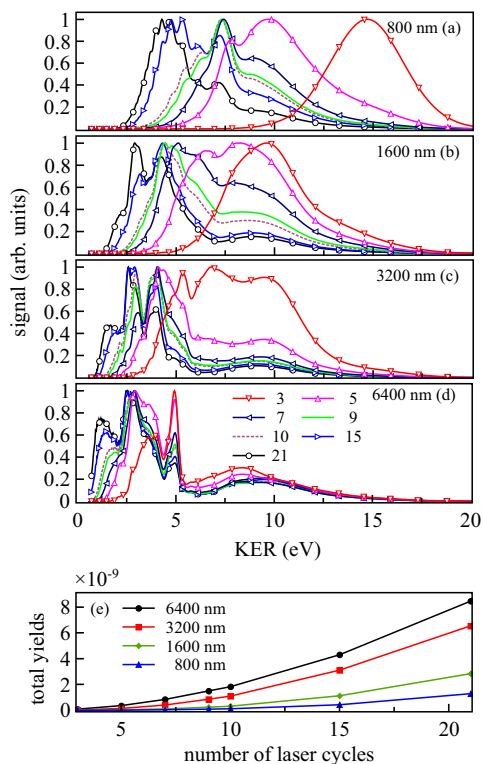 1
0.8
0.6
0.4
0.2
800 nm (a)
1
0.8
0.6
0.4
0.2
1600 nm (b)
signal (arb. units)
1
0.8
0.6
0.4
0.2
3200 nm (c)
1
0.8
0.6
0.4
0.2
0
6400 nm (d)
3 5
7 9
10 15
21
0 5 10 15 20
KER (eV)
×10^-9
(e)
6400 nm
3200 nm
1600 nm
800 nm
total yields
8
6
4
2
0
5 10 15 20
number of laser cycles